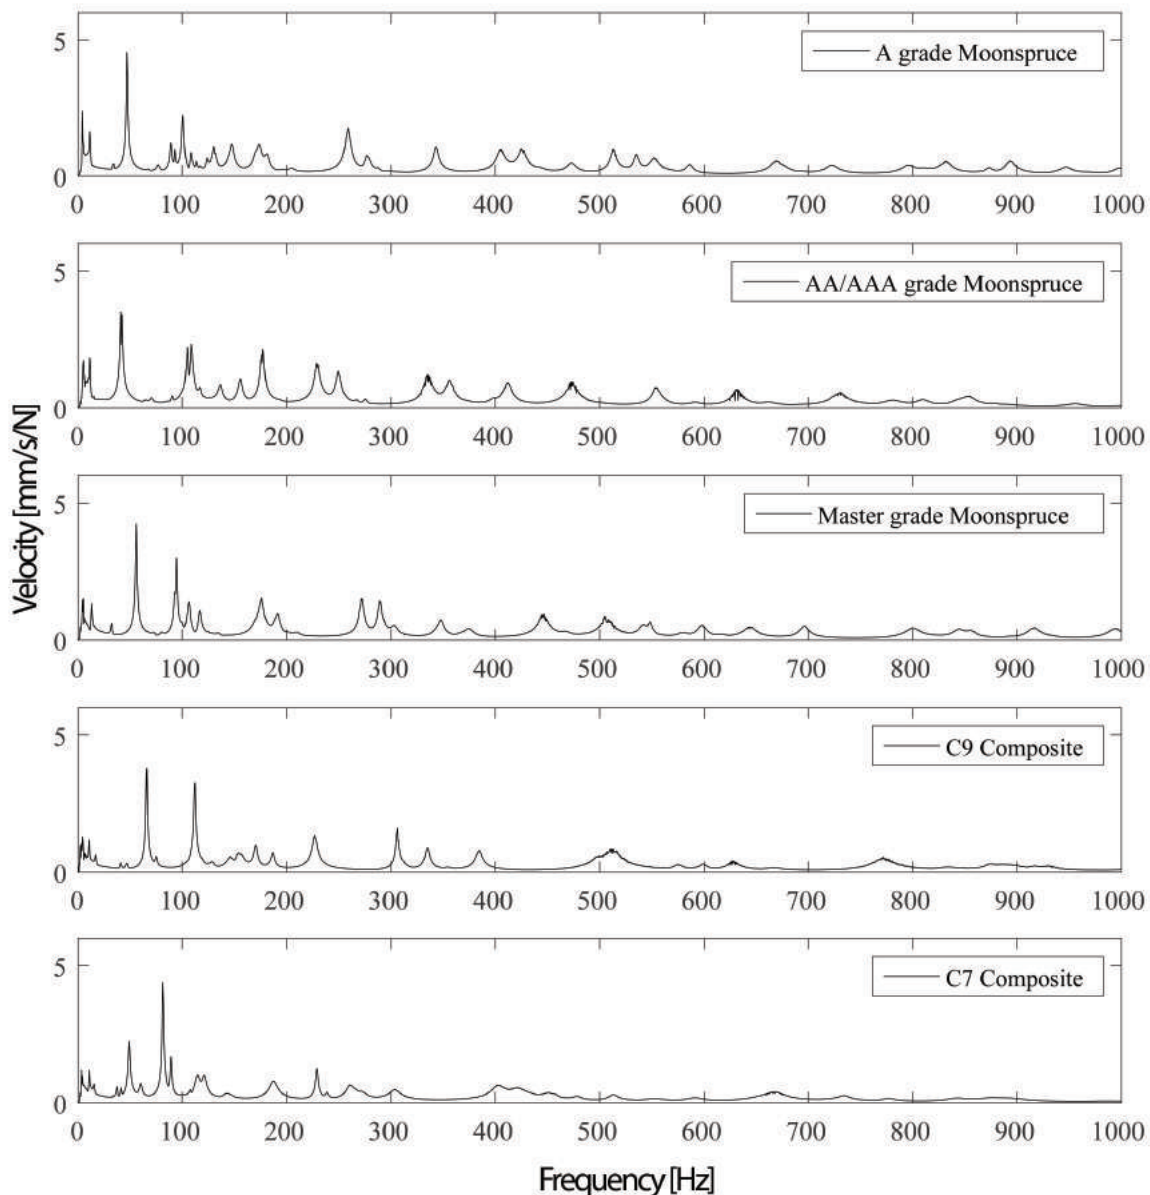 5
A grade Moonspruce
0
0 100 200 300 400 500 600 700 800 900 1000
5
AA/AAA grade Moonspruce
0
0 100 200 300 400 500 600 700 800 900 1000
Velocity [mm/s/N]
5
Master grade Moonspruce
0
0 100 200 300 400 500 600 700 800 900 1000
5
C9 Composite
0
0 100 200 300 400 500 600 700 800 900 1000
5
C7 Composite
0
0 100 200 300 400 500 600 700 800 900 1000
Frequency [Hz]